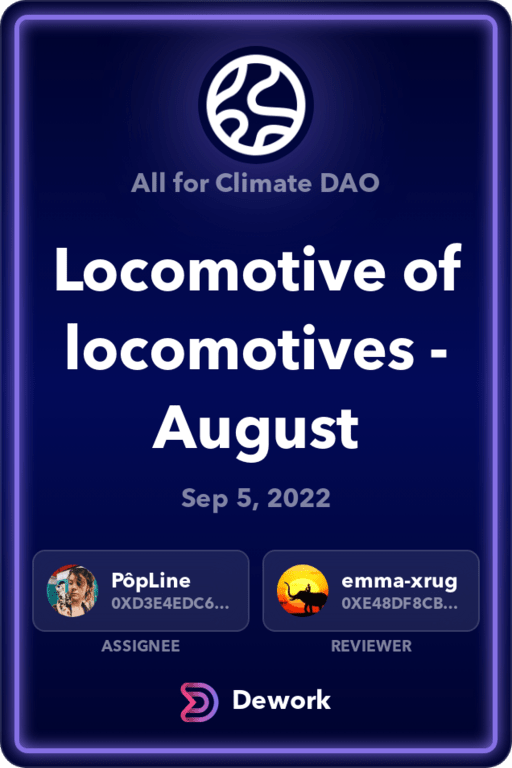 All for Climate DAO
Locomotive of
locomotives -
August
Sep 5, 2022
PôpLine
0XD3E4EDC6...
ASSIGNEE
emma-xrug
0XE48DF8CB...
REVIEWER
Dework